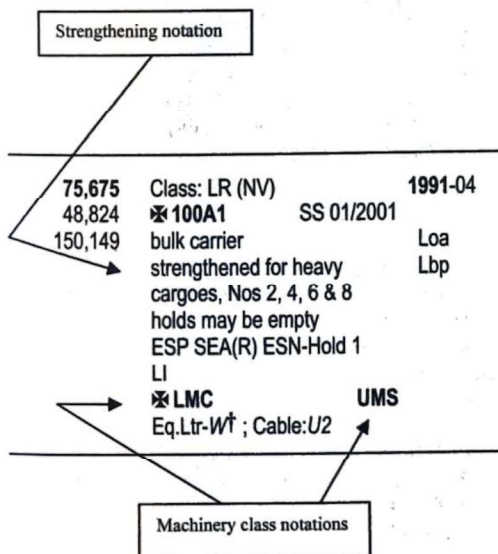 Strengthening notation
75,675 Class: LR (NV) 1991-04
48,824 ✠100A1 SS 01/2001
150,149 bulk carrier Loa
strengthened for heavy Lbp
cargoes, Nos 2, 4, 6 & 8
holds may be empty
ESP SEA(R) ESN-Hold 1
LI
✠LMC UMS
Eq.Ltr-W† ; Cable:U2
Machinery class notations